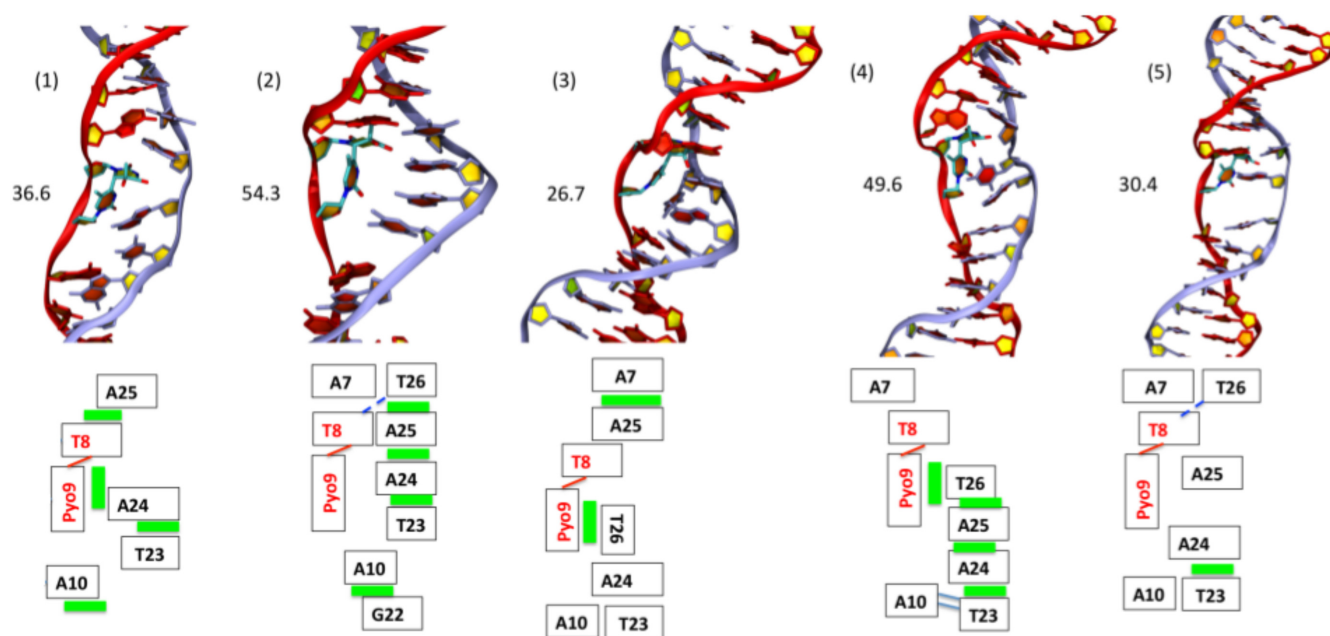 (1)
(2)
(3)
(4)
(5)
36.6
54.3
26.7
49.6
30.4
A25
T8
Pyo9
A24
T23
A10
A7
T26
T8
A25
Pyo9
A24
T23
A10
G22
A7
A25
T8
Pyo9
T26
A24
A10
T23
A7
T8
Pyo9
T26
A25
A24
A10
T23
A7
T26
T8
A25
Pyo9
A24
A10
T23